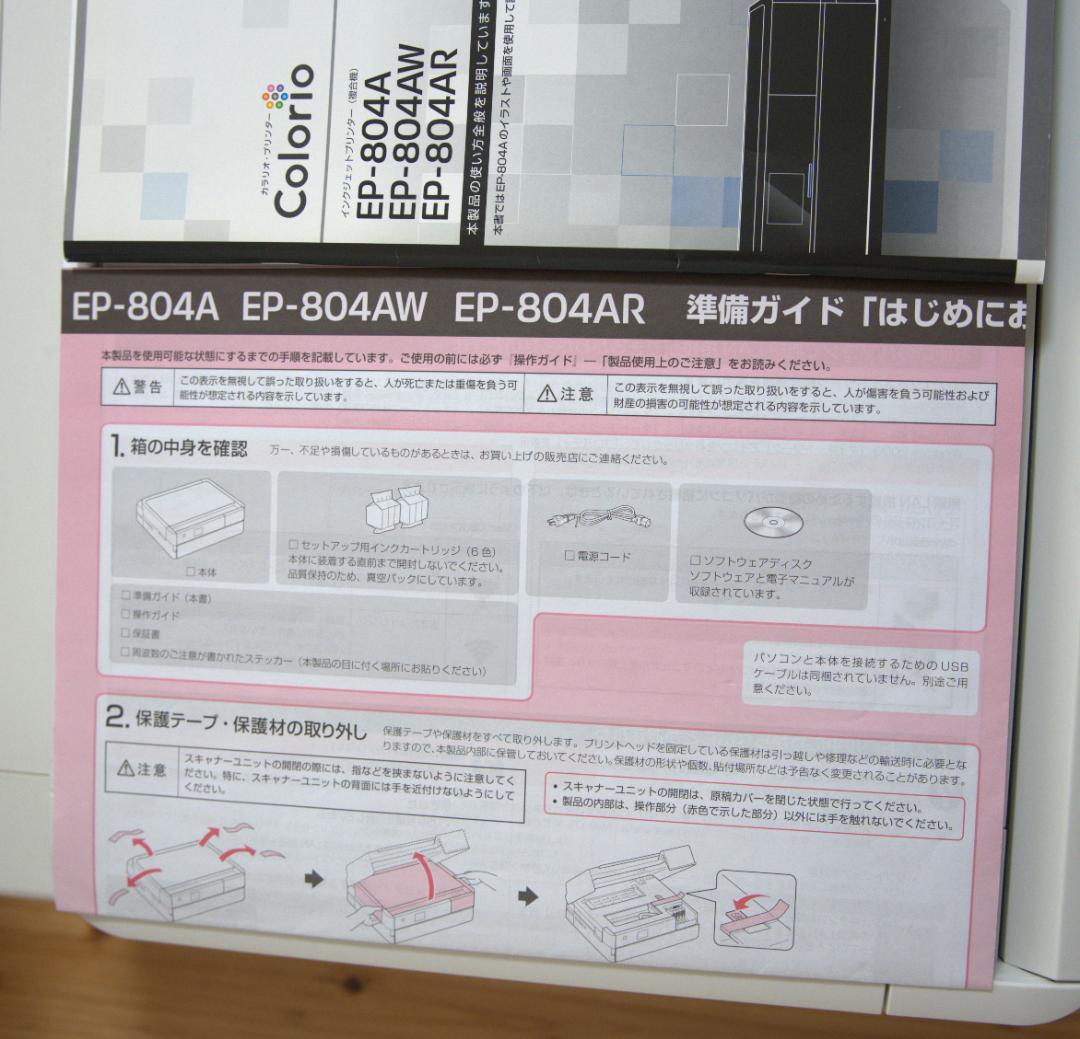 カラリオ・プリンター
Colorio
インクジェットプリンター（複合機）
EP-804A
EP-804AW
EP-804AR
本製品の使い方全般を説明しています
本書ではEP-804Aのイラストや画面を使用して
EP-804A EP-804AW EP-804AR 準備ガイド「はじめにお
本製品を使用可能な状態にするまでの手順を記載しています。ご使用の前には必ず『操作ガイド』―「製品使用上のご注意」をお読みください。
警告
この表示を無視して誤った取り扱いをすると、人が死亡または重傷を負う可
能性が想定される内容を示しています。
注意
この表示を無視して誤った取り扱いをすると、人が傷害を負う可能性および
財産の損害の可能性が想定される内容を示しています。
1. 箱の中身を確認 万一、不足や損傷しているものがあるときは、お買い上げの販売店にご連絡ください。
□ 本体
□ セットアップ用インクカートリッジ（6 色）
本体に装着する直前まで開封しないでください。
品質保持のため、真空パックにしています。
□ 電源コード
□ ソフトウェアディスク
ソフトウェアと電子マニュアルが
収録されています。
□ 準備ガイド（本書）
□ 操作ガイド
□ 保証書
□ 周波数のご注意が書かれたステッカー（本製品の目に付く場所にお貼りください）
パソコンと本体を接続するための USB
ケーブルは同梱されていません。別途ご用
意ください。
2. 保護テープ・保護材の取り外し
保護テープや保護材をすべて取り外します。プリントヘッドを固定している保護材は引っ越しや修理などの輸送時に必要とな
りますので、本製品内部に保管しておいてください。保護材の形状や個数、貼付場所などは予告なく変更されることがあります。
注意
スキャナーユニットの開閉の際には、指などを挟まないように注意してく
ださい。特に、スキャナーユニットの背面には手を近付けないようにして
ください。
• スキャナーユニットの開閉は、原稿カバーを閉じた状態で行ってください。
• 製品の内部は、操作部分（赤色で示した部分）以外には手を触れないでください。